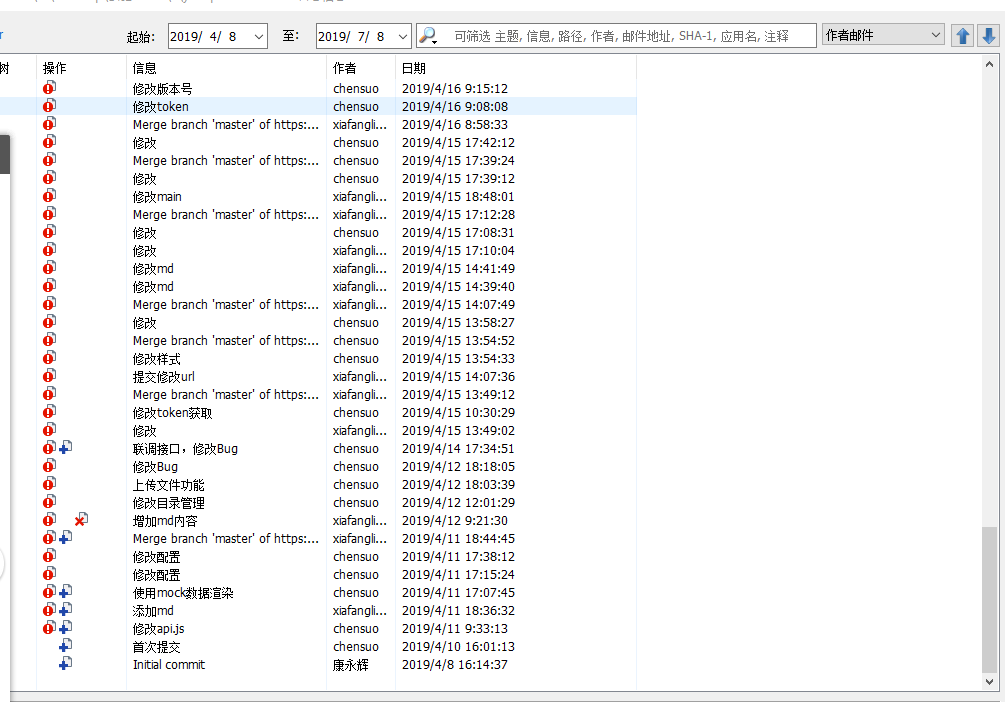 起始: 2019/ 4/ 8 至: 2019/ 7/ 8 可筛选 主题, 信息, 路径, 作者, 邮件地址, SHA-1, 应用名, 注释 作者邮件
树 操作 信息 作者 日期
修改版本号 chensuo 2019/4/16 9:15:12
修改token chensuo 2019/4/16 9:08:08
Merge branch 'master' of https:... xiafangli... 2019/4/16 8:58:33
修改 chensuo 2019/4/15 17:42:12
Merge branch 'master' of https:... chensuo 2019/4/15 17:39:24
修改 chensuo 2019/4/15 17:39:12
修改main xiafangli... 2019/4/15 18:48:01
Merge branch 'master' of https:... xiafangli... 2019/4/15 17:12:28
修改 chensuo 2019/4/15 17:08:31
修改 xiafangli... 2019/4/15 17:10:04
修改md xiafangli... 2019/4/15 14:41:49
修改md xiafangli... 2019/4/15 14:39:40
Merge branch 'master' of https:... xiafangli... 2019/4/15 14:07:49
修改 chensuo 2019/4/15 13:58:27
Merge branch 'master' of https:... chensuo 2019/4/15 13:54:52
修改样式 chensuo 2019/4/15 13:54:33
提交修改url xiafangli... 2019/4/15 14:07:36
Merge branch 'master' of https:... xiafangli... 2019/4/15 13:49:12
修改token获取 chensuo 2019/4/15 10:30:29
修改 xiafangli... 2019/4/15 13:49:02
联调接口，修改Bug chensuo 2019/4/14 17:34:51
修改Bug chensuo 2019/4/12 18:18:05
上传文件功能 chensuo 2019/4/12 18:03:39
修改目录管理 chensuo 2019/4/12 12:01:29
增加md内容 xiafangli... 2019/4/12 9:21:30
Merge branch 'master' of https:... xiafangli... 2019/4/11 18:44:45
修改配置 chensuo 2019/4/11 17:38:12
修改配置 chensuo 2019/4/11 17:15:24
使用mock数据渲染 chensuo 2019/4/11 17:07:45
添加md xiafangli... 2019/4/11 18:36:32
修改api.js chensuo 2019/4/11 9:33:13
首次提交 chensuo 2019/4/10 16:01:13
Initial commit 康永辉 2019/4/8 16:14:37